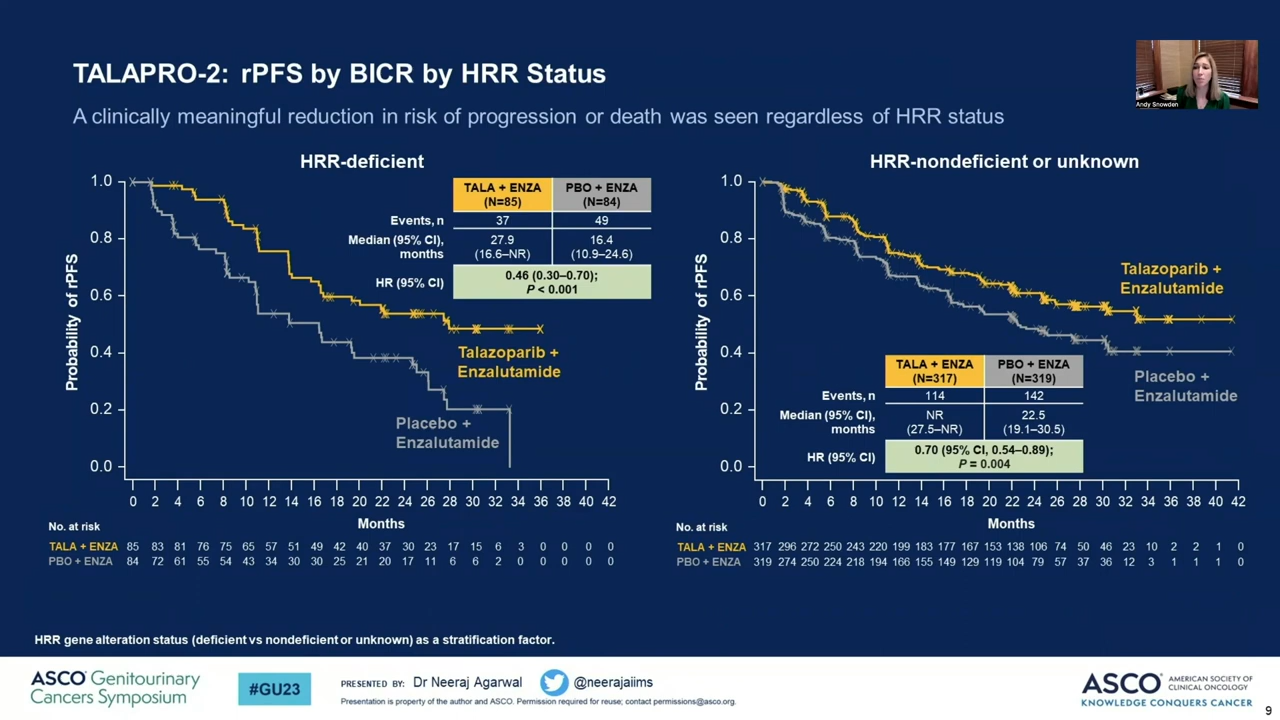 TALAPRO-2: rPFS by BICR by HRR Status
A clinically meaningful reduction in risk of progression or death was seen regardless of HRR status
Andy Snowden
HRR-deficient
Probability of rPFS
1.0
0.8
0.6
0.4
0.2
0.0
TALA + ENZA (N=85) PBO + ENZA (N=84)
Events, n 37 49
Median (95% CI), months 27.9 (16.6–NR) 16.4 (10.9–24.6)
HR (95% CI) 0.46 (0.30–0.70); P < 0.001
Talazoparib +
Enzalutamide
Placebo +
Enzalutamide
0 2 4 6 8 10 12 14 16 18 20 22 24 26 28 30 32 34 36 38 40 42
Months
No. at risk
TALA + ENZA 85 83 81 76 75 65 57 51 49 42 40 37 30 23 17 15 6 3 0 0 0 0
PBO + ENZA 84 72 61 55 54 43 34 30 30 25 21 20 17 11 6 6 2 0 0 0 0 0
HRR-nondeficient or unknown
Probability of rPFS
1.0
0.8
0.6
0.4
0.2
0.0
Talazoparib +
Enzalutamide
TALA + ENZA (N=317) PBO + ENZA (N=319)
Events, n 114 142
Median (95% CI), months NR (27.5–NR) 22.5 (19.1–30.5)
HR (95% CI) 0.70 (95% CI, 0.54–0.89); P = 0.004
Placebo +
Enzalutamide
0 2 4 6 8 10 12 14 16 18 20 22 24 26 28 30 32 34 36 38 40 42
Months
No. at risk
TALA + ENZA 317 296 272 250 243 220 199 183 177 167 153 138 106 74 50 46 23 10 2 2 1 0
PBO + ENZA 319 274 250 224 218 194 166 155 149 129 119 104 79 57 37 36 12 3 1 1 1 0
HRR gene alteration status (deficient vs nondeficient or unknown) as a stratification factor.
ASCO® Genitourinary
Cancers Symposium
#GU23
PRESENTED BY: Dr Neeraj Agarwal @neerajaiims
Presentation is property of the author and ASCO. Permission required for reuse; contact permissions@asco.org.
ASCO® AMERICAN SOCIETY OF
CLINICAL ONCOLOGY
KNOWLEDGE CONQUERS CANCER
9